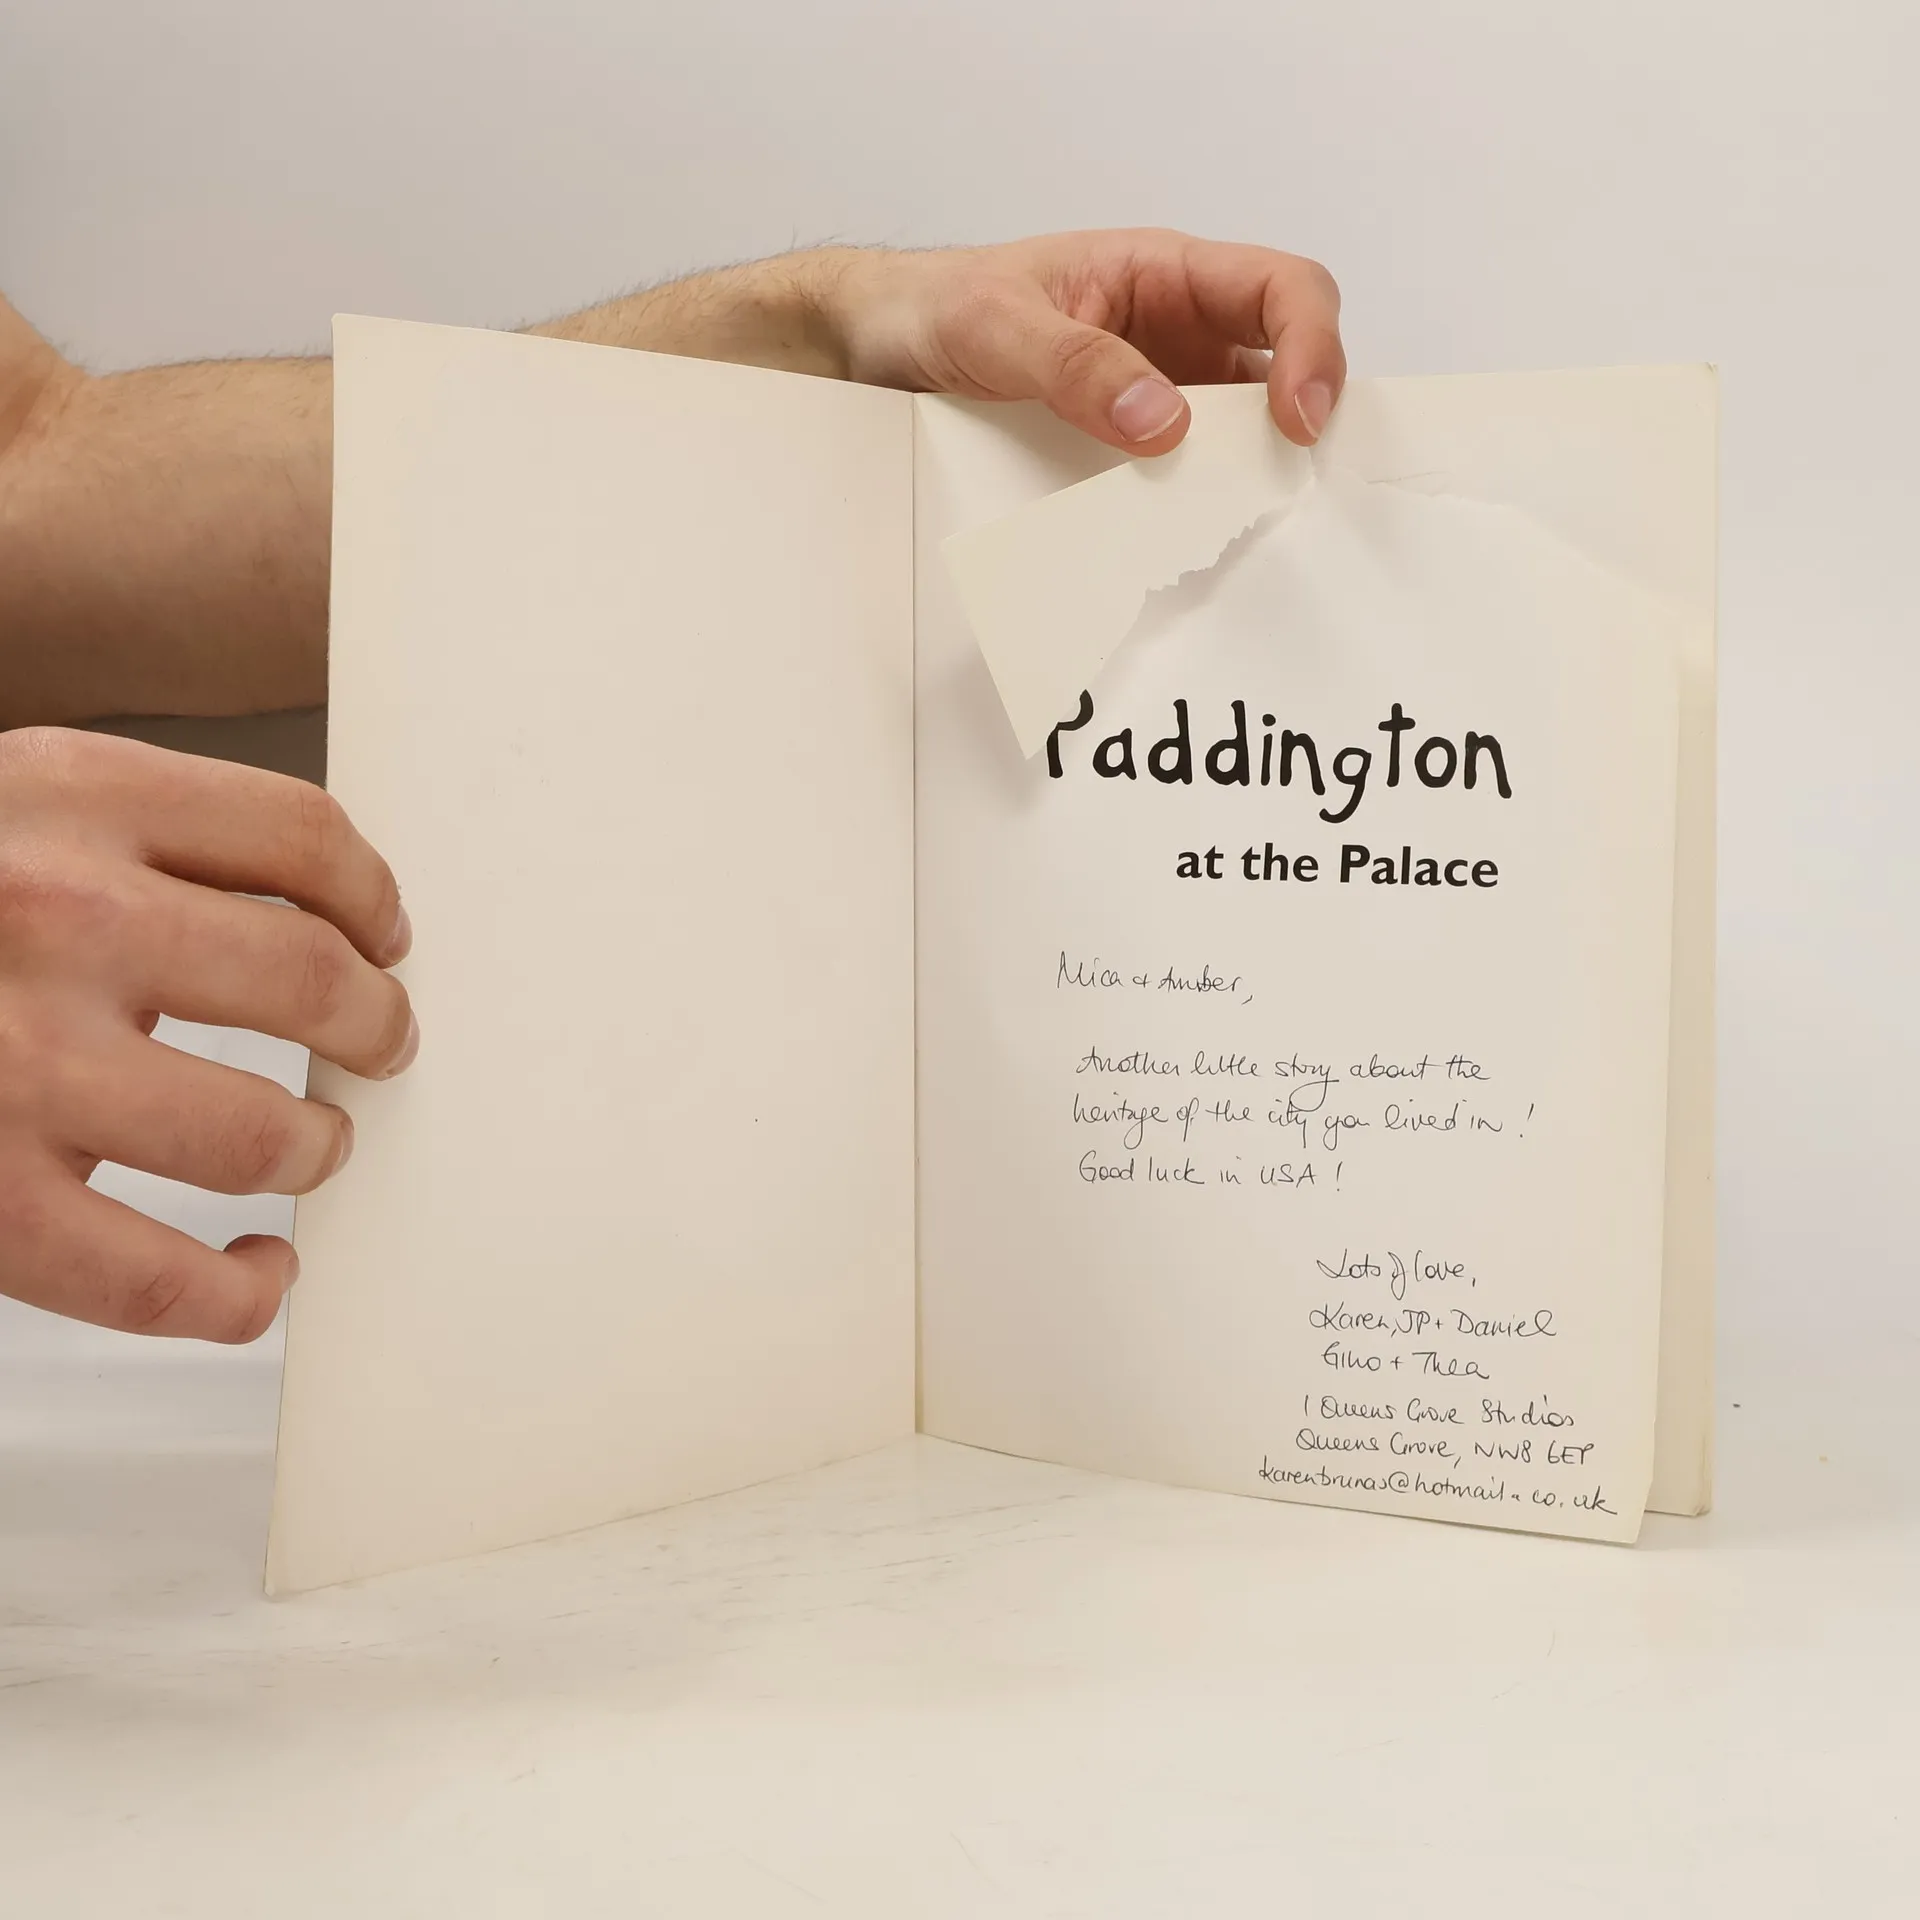 Paddington
at the Palace
Mica & Amber,
Another little story about the
heritage of the city you lived in!
Good luck in USA!
Lots of love,
Karen, JP + Daniel
Gino + Thea
1 Queens Grove Studios
Queens Grove, NW8 6EP
karenbrunas@hotmail.co.uk